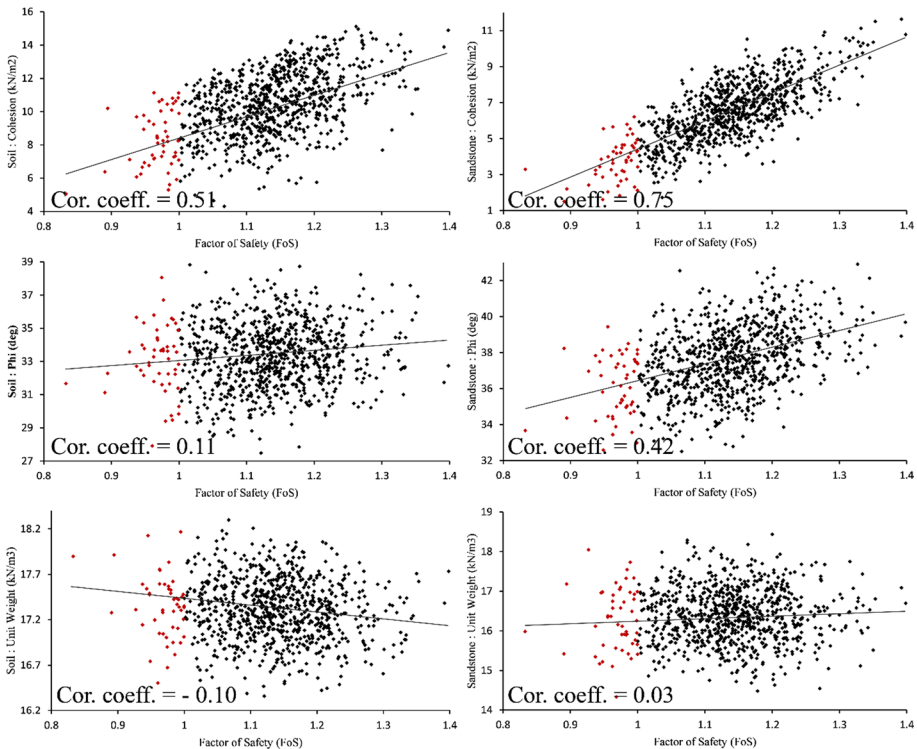 Soil : Cohesion (kN/m2)
16
14
12
10
8
6
4
Cor. coeff. = 0.51
0.8 0.9 1 1.1 1.2 1.3 1.4
Factor of Safety (FoS)
Sandstone : Cohesion (kN/m2)
11
9
7
5
3
1
Cor. coeff. = 0.75
0.8 0.9 1 1.1 1.2 1.3 1.4
Factor of Safety (FoS)
Soil : Phi (deg)
39
37
35
33
31
29
27
Cor. coeff. = 0.11
0.8 0.9 1 1.1 1.2 1.3 1.4
Factor of Safety (FoS)
Sandstone : Phi (deg)
42
40
38
36
34
32
Cor. coeff. = 0.42
0.8 0.9 1 1.1 1.2 1.3 1.4
Factor of Safety (FoS)
Soil : Unit Weight (kN/m3)
18.2
17.7
17.2
16.7
16.2
Cor. coeff. = - 0.10
0.8 0.9 1 1.1 1.2 1.3 1.4
Factor of Safety (FoS)
Sandstone : Unit Weight (kN/m3)
19
18
17
16
15
14
Cor. coeff. = 0.03
0.8 0.9 1 1.1 1.2 1.3 1.4
Factor of Safety (FoS)